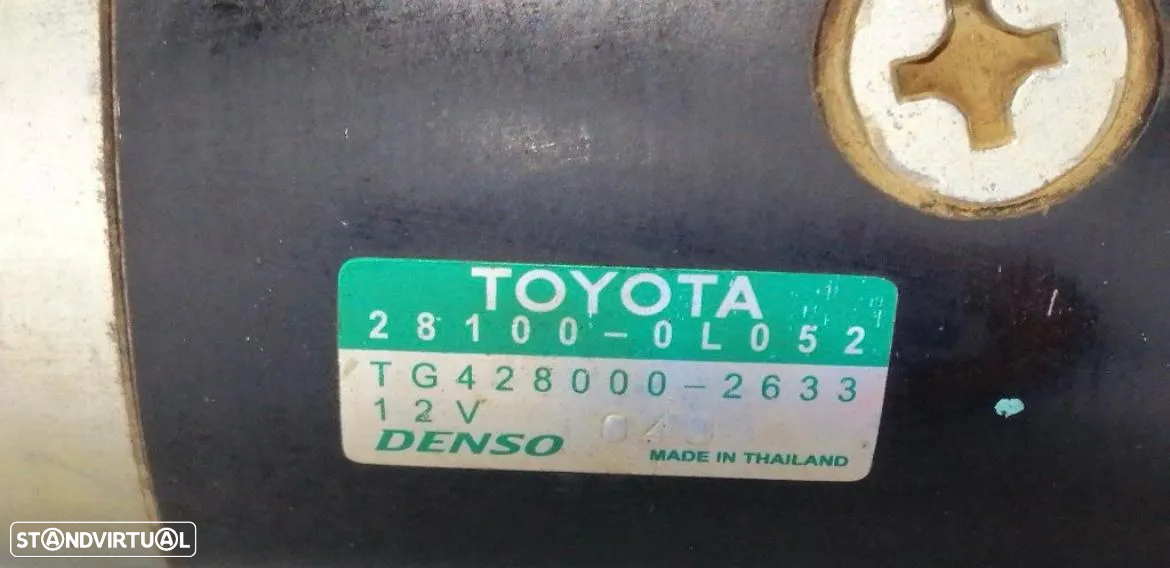 TOYOTA
28100-0L052
TG428000-2633
12V
DENSO
MADE IN THAILAND
STANDVIRTUAL